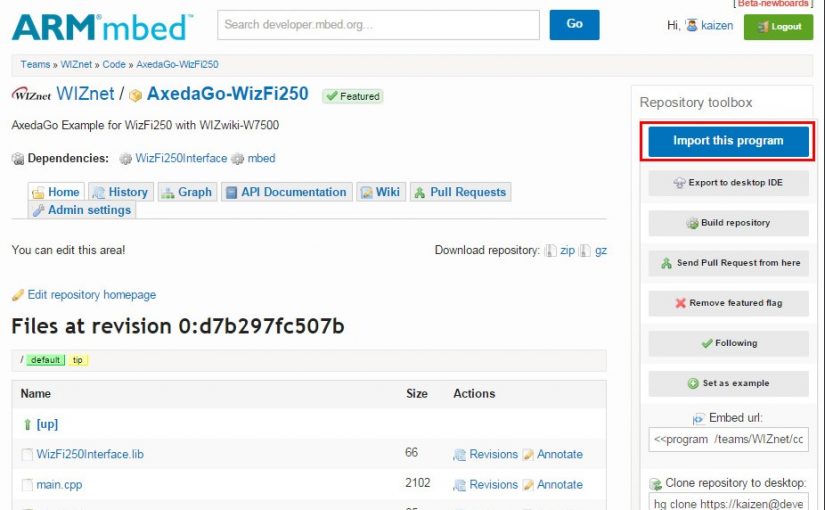 [ Beta-newboards ]
ARM®mbed™
Search developer.mbed.org...
Go
Hi, kaizen
Logout
Teams » WIZnet » Code » AxedaGo-WizFi250
WIZnet WIZnet / AxedaGo-WizFi250 Featured
AxedaGo Example for WizFi250 with WIZwiki-W7500
Dependencies: WizFi250Interface mbed
Home History Graph API Documentation Wiki Pull Requests
Admin settings
You can edit this area!
Download repository: zip gz
Edit repository homepage
Files at revision 0:d7b297fc507b
/ default tip
Name Size Actions
[up]
WizFi250Interface.lib 66 Revisions Annotate
main.cpp 2102 Revisions Annotate
Repository toolbox
Import this program
Export to desktop IDE
Build repository
Send Pull Request from here
Remove featured flag
Following
Set as example
Embed url:
<<program /teams/WIZnet/cc
Clone repository to desktop:
hg clone https://kaizen@deve